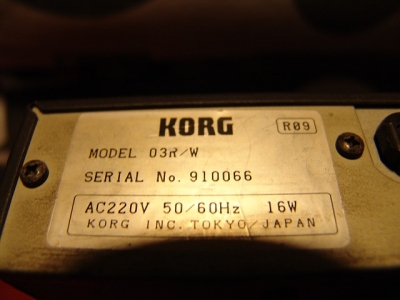 KORG R09
MODEL 03R/W
SERIAL No. 910066
AC220V 50/60Hz 16W
KORG INC. TOKYO/JAPAN